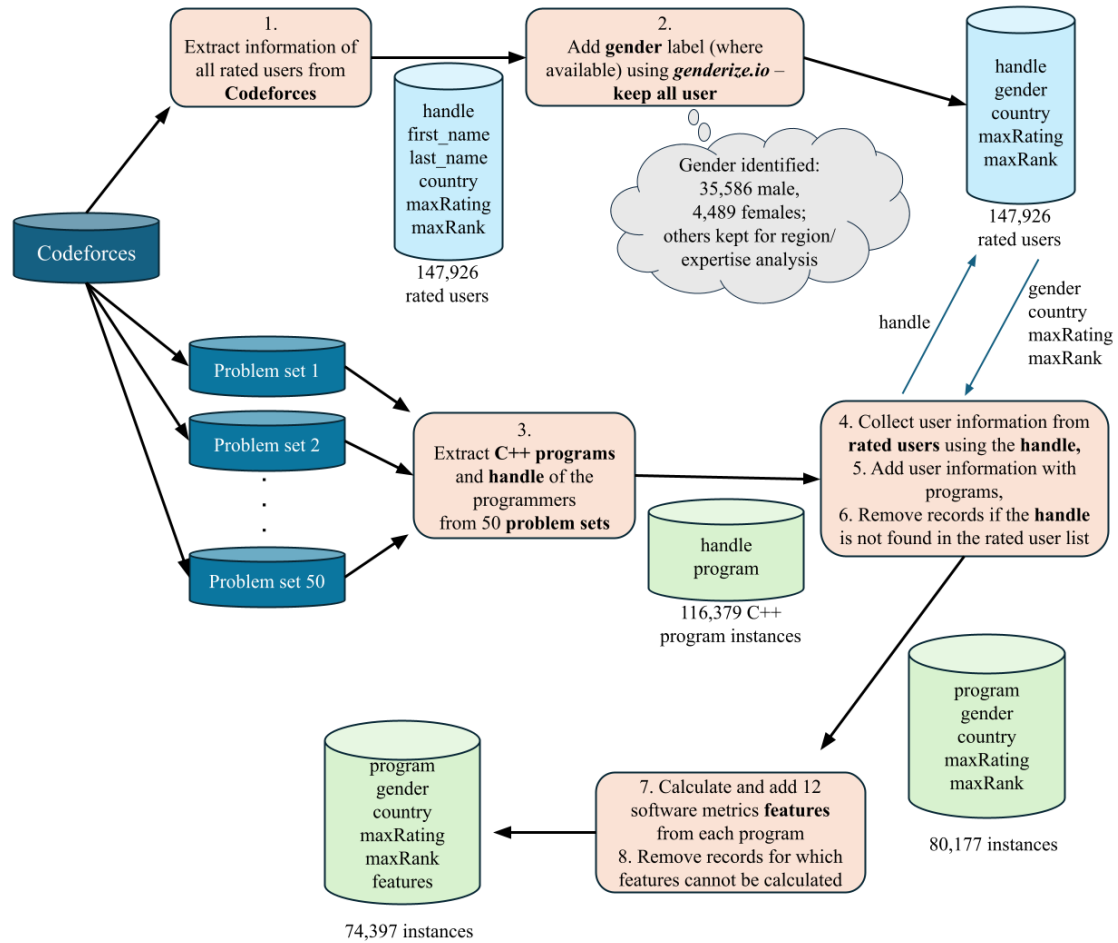 1.
Extract information of
all rated users from
Codeforces
2.
Add gender label (where
available) using genderize.io –
keep all user
handle
first_name
last_name
country
maxRating
maxRank
147,926
rated users
Gender identified:
35,586 male,
4,489 females;
others kept for region/
expertise analysis
handle
gender
country
maxRating
maxRank
147,926
rated users
Codeforces
handle
gender
country
maxRating
maxRank
Problem set 1
Problem set 2
.
.
.
Problem set 50
3.
Extract C++ programs
and handle of the
programmers
from 50 problem sets
handle
program
116,379 C++
program instances
4. Collect user information from
rated users using the handle,
5. Add user information with
programs,
6. Remove records if the handle
is not found in the rated user list
program
gender
country
maxRating
maxRank
80,177 instances
7. Calculate and add 12
software metrics features
from each program
8. Remove records for which
features cannot be calculated
program
gender
country
maxRating
maxRank
features
74,397 instances